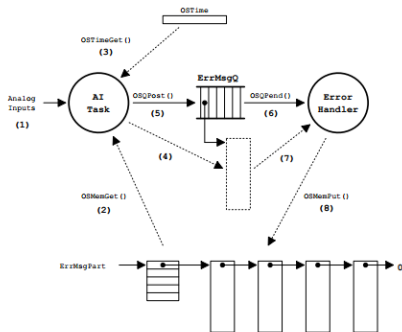 OSTime
OSTimeGet()
(3)
ErrMsgQ
Analog
Inputs
(1)
AI
Task
OSQPost()
(5)
OSQPend()
(6)
Error
Handler
(4)
(7)
OSMemGet()
(2)
OSMemPut()
(8)
ErrMsgPart
0